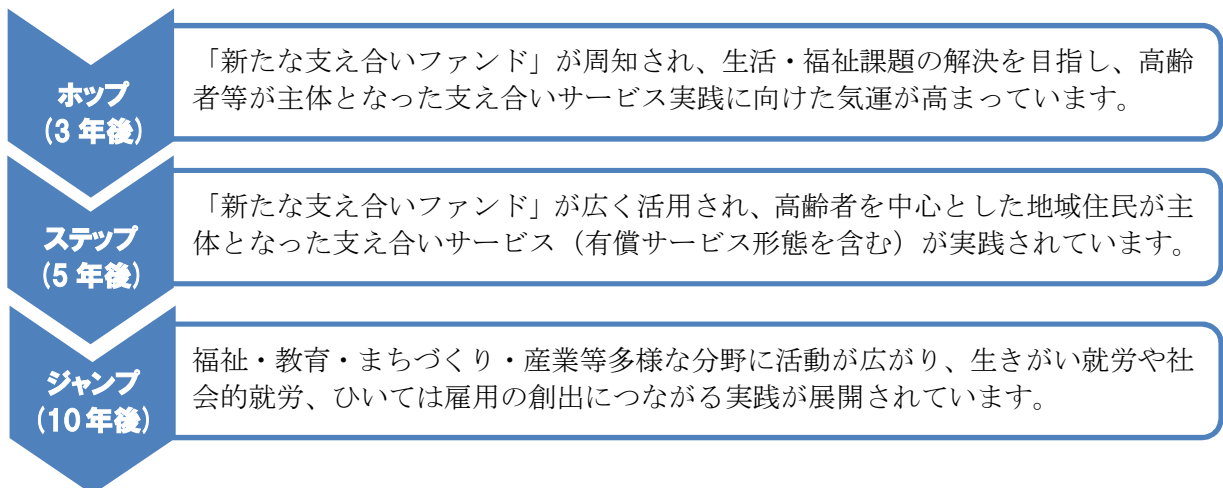 ホップ
(3 年後)
「新たな支え合いファンド」が周知され、生活・福祉課題の解決を目指し、高齢
者等が主体となった支え合いサービス実践に向けた気運が高まっています。
ステップ
(5 年後)
「新たな支え合いファンド」が広く活用され、高齢者を中心とした地域住民が主
体となった支え合いサービス（有償サービス形態を含む）が実践されています。
ジャンプ
(10 年後)
福祉・教育・まちづくり・産業等多様な分野に活動が広がり、生きがい就労や社
会的就労、ひいては雇用の創出につながる実践が展開されています。